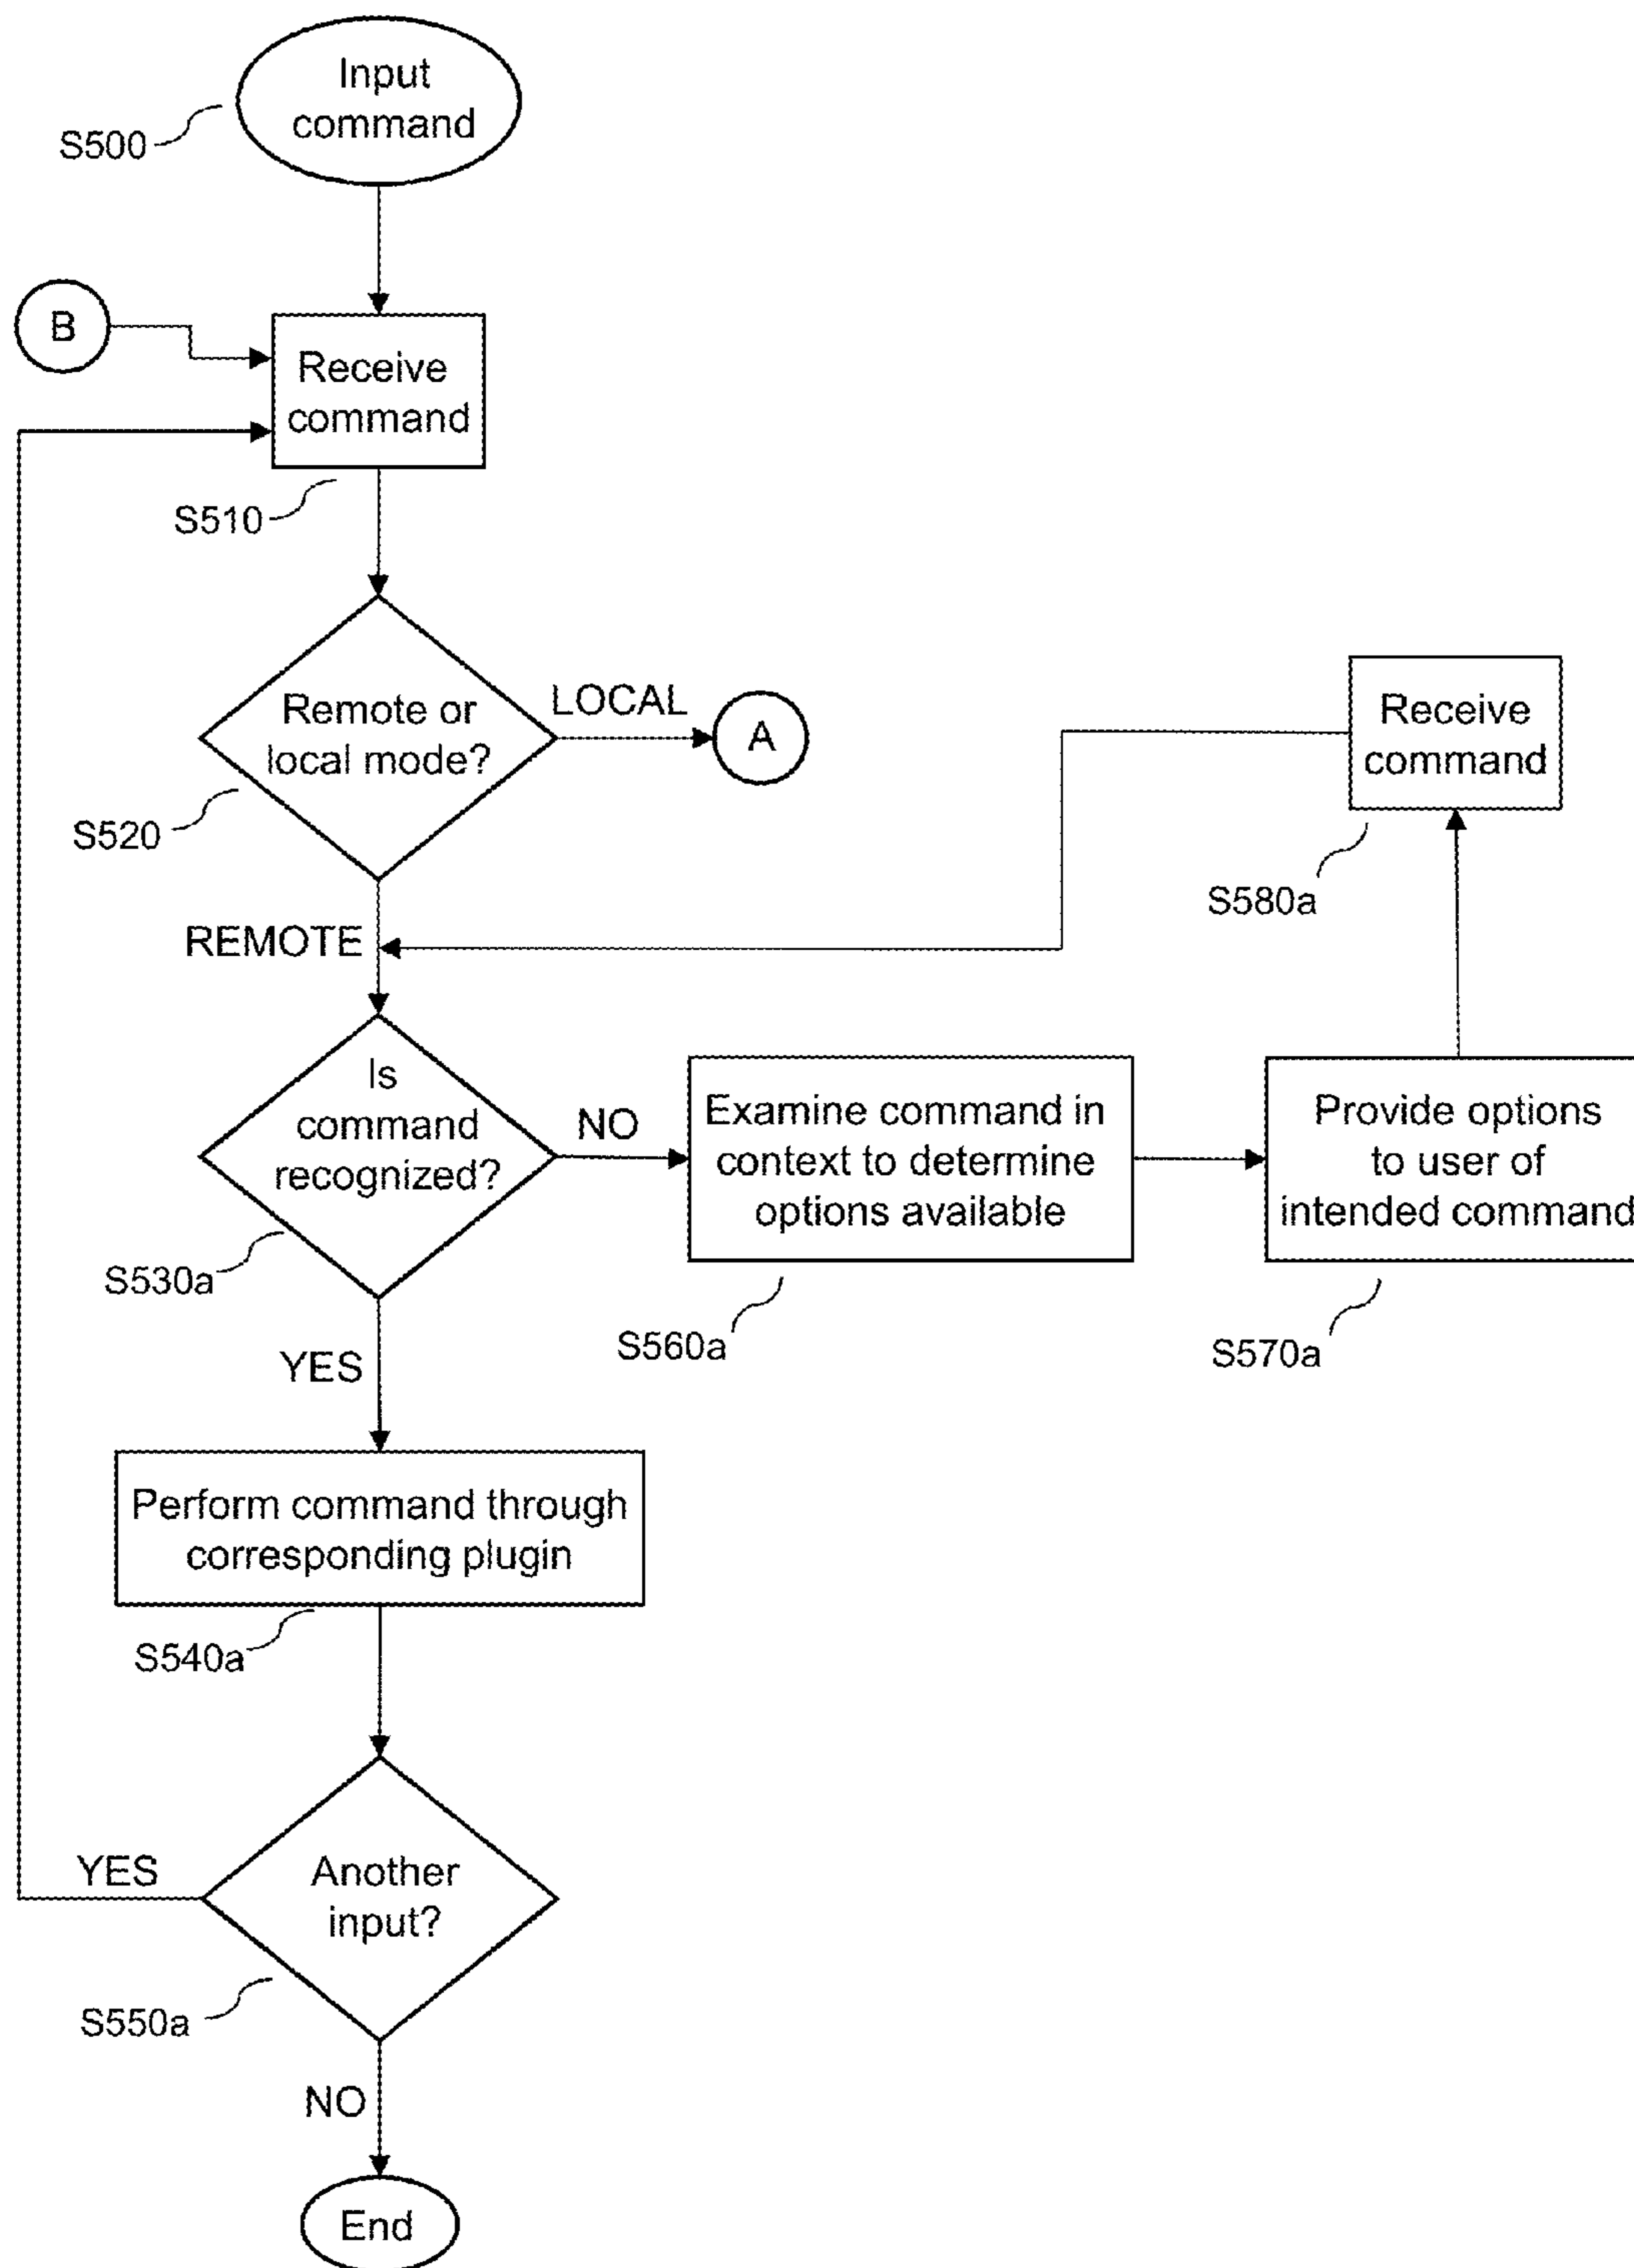 Input
command
S500
B
Receive
command
S510
Remote or
local mode?
LOCAL
A
S520
Receive
command
S580a
REMOTE
Is
command
recognized?
NO
Examine command in
context to determine
options available
Provide options
to user of
intended command
S530a
S560a
S570a
YES
Perform command through
corresponding plugin
S540a
YES
Another
input?
S550a
NO
End